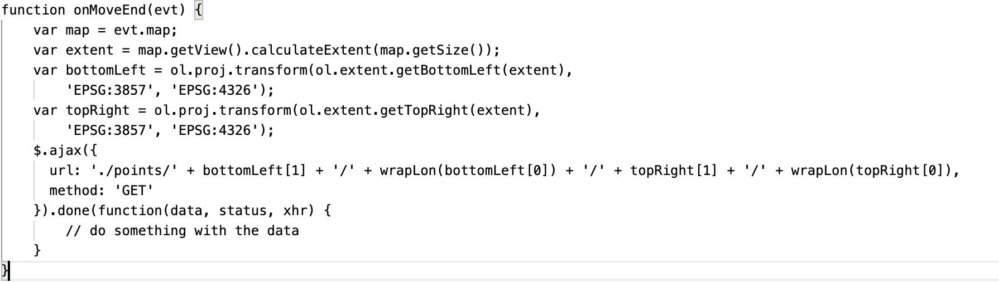 function onMoveEnd(evt) {
    var map = evt.map;
    var extent = map.getView().calculateExtent(map.getSize());
    var bottomLeft = ol.proj.transform(ol.extent.getBottomLeft(extent),
        'EPSG:3857', 'EPSG:4326');
    var topRight = ol.proj.transform(ol.extent.getTopRight(extent),
        'EPSG:3857', 'EPSG:4326');
    $.ajax({
      url: './points/' + bottomLeft[1] + '/' + wrapLon(bottomLeft[0]) + '/' + topRight[1] + '/' + wrapLon(topRight[0]),
      method: 'GET'
    }).done(function(data, status, xhr) {
        // do something with the data
    }
}